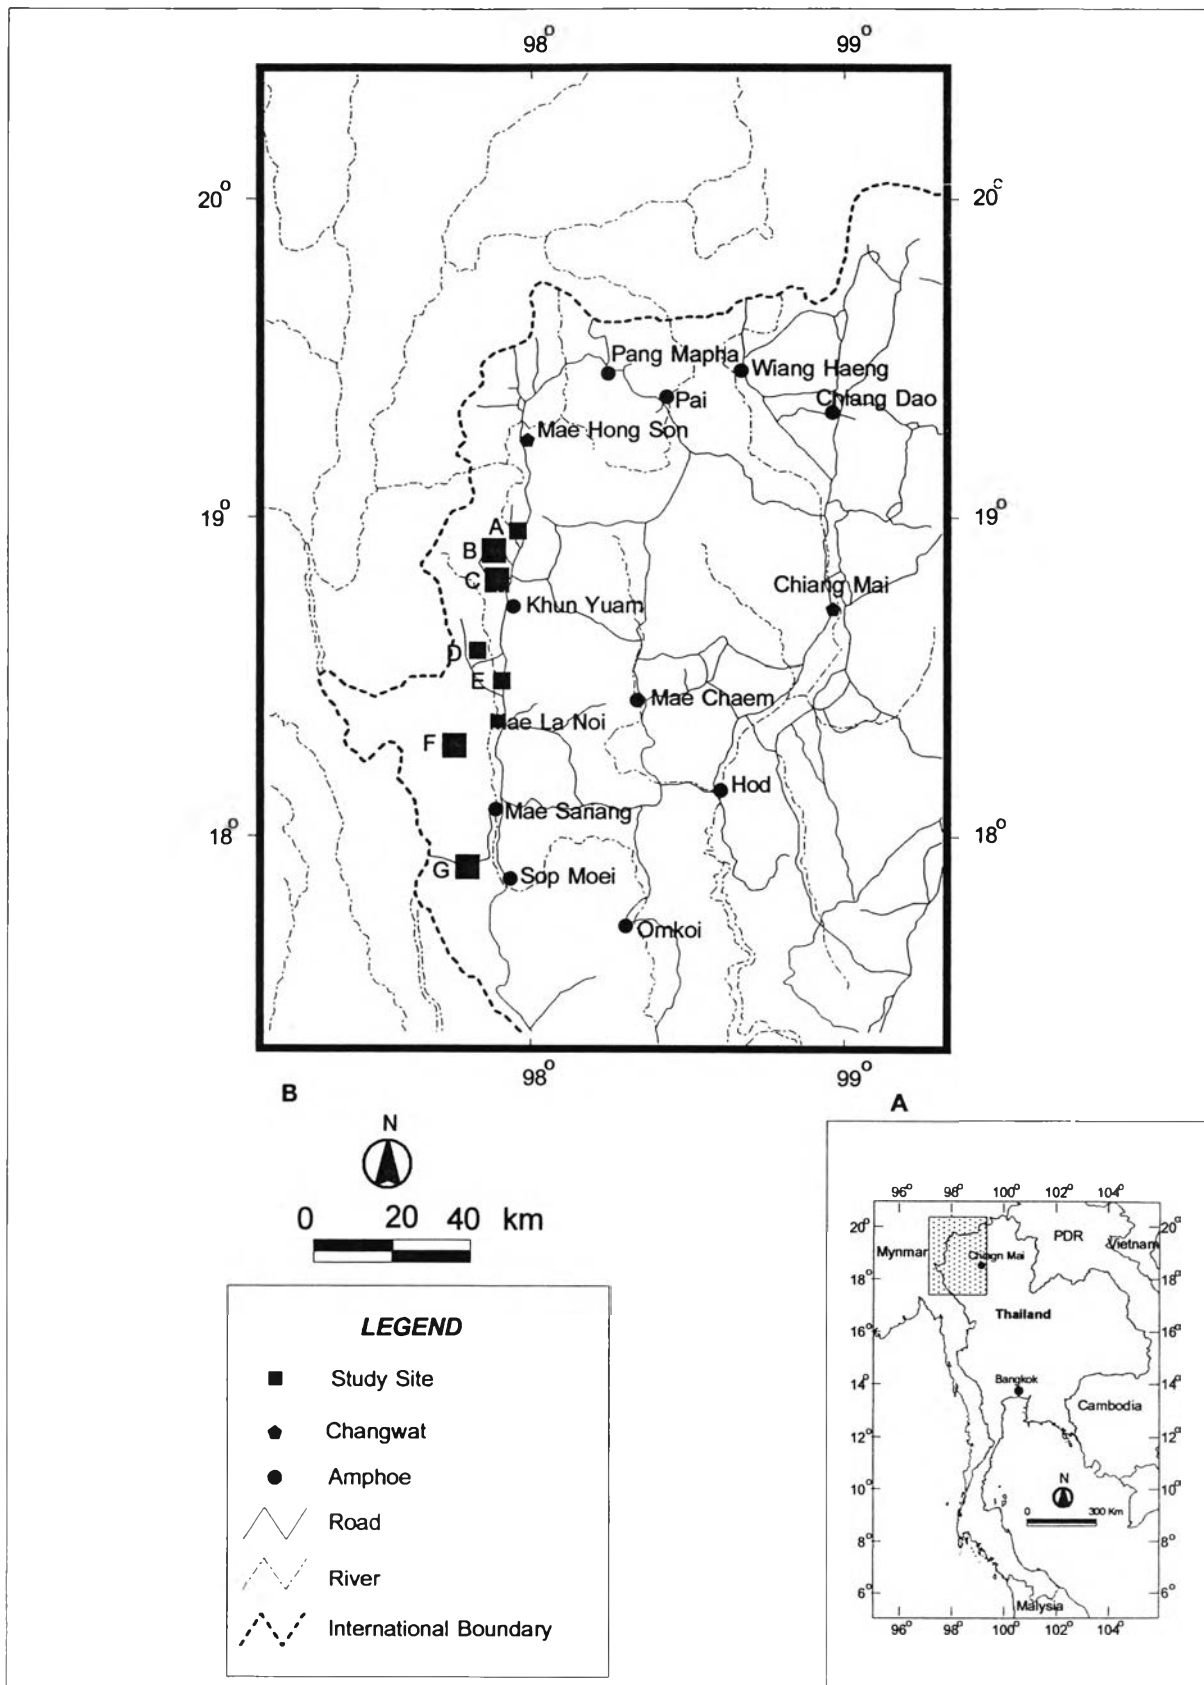 98° 99°
20° 20°
Pang Mapha
Wiang Haeng
Pai
Chiang Dao
Mae Hong Son
19° 19°
A
B
C
Chiang Mai
Khun Yuam
D
E
Mae Chaem
Mae La Noi
F
Hod
Mae Sariang
18° 18°
G
Sop Moei
Omkoi
98° 99°
B
N
0 20 40 km
LEGEND
Study Site
Changwat
Amphoe
Road
River
International Boundary
A
96° 98° 100° 102° 104°
20° 20°
PDR
Mynmar
Vietnam
Chiagn Mai
18° 18°
Thailand
16° 16°
Bangkok
14° 14°
Cambodia
12° 12°
N
10° 10°
0 300 Km
8° 8°
6° 6°
Malysia
96° 98° 100° 102° 104°